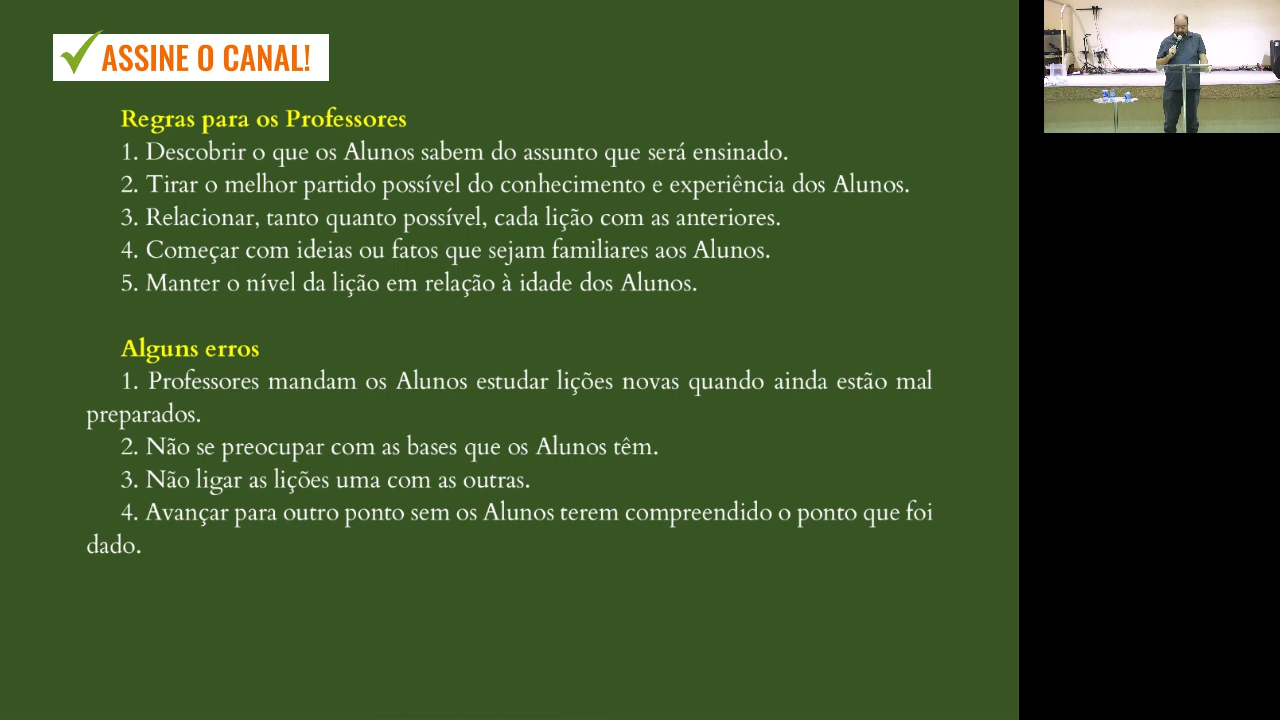 ASSINE O CANAL!
Regras para os Professores
1. Descobrir o que os Alunos sabem do assunto que será ensinado.
2. Tirar o melhor partido possível do conhecimento e experiência dos Alunos.
3. Relacionar, tanto quanto possível, cada lição com as anteriores.
4. Começar com ideias ou fatos que sejam familiares aos Alunos.
5. Manter o nível da lição em relação à idade dos Alunos.
Alguns erros
1. Professores mandam os Alunos estudar lições novas quando ainda estão mal
preparados.
2. Não se preocupar com as bases que os Alunos têm.
3. Não ligar as lições uma com as outras.
4. Avançar para outro ponto sem os Alunos terem compreendido o ponto que foi
dado.